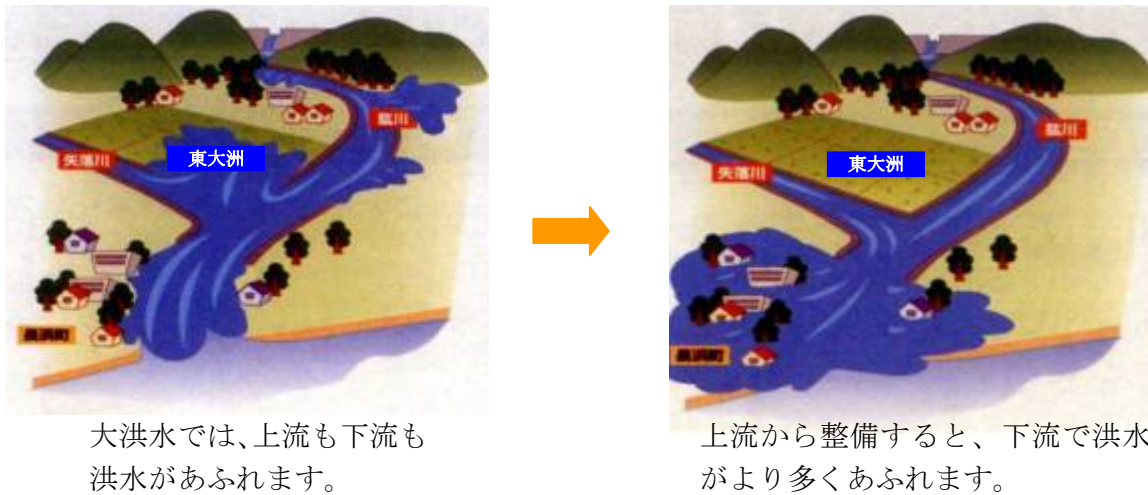 肱川
矢落川
東大洲
長浜町
肱川
矢落川
東大洲
長浜町
大洪水では、上流も下流も
洪水があふれます。
上流から整備すると、下流で洪水
がより多くあふれます。